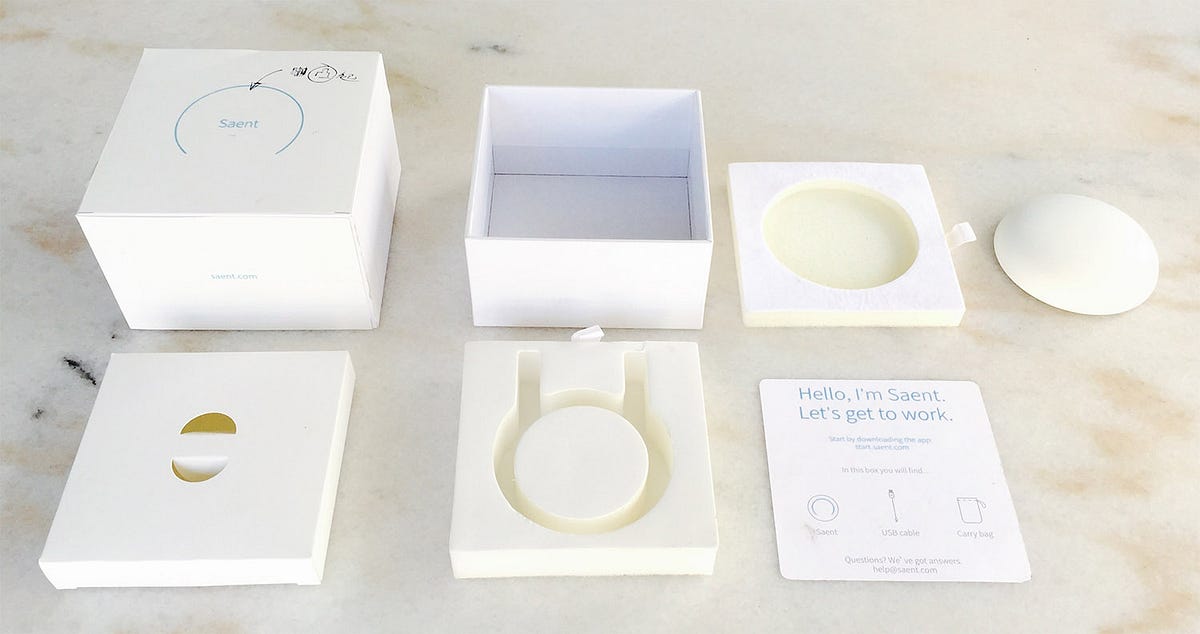 Saent
saent.com
Hello, I'm Saent.
Let's get to work.
Start by downloading the app:
start.saent.com
In this box you will find...
Saent
USB cable
Carry bag
Questions? We've got answers.
help@saent.com